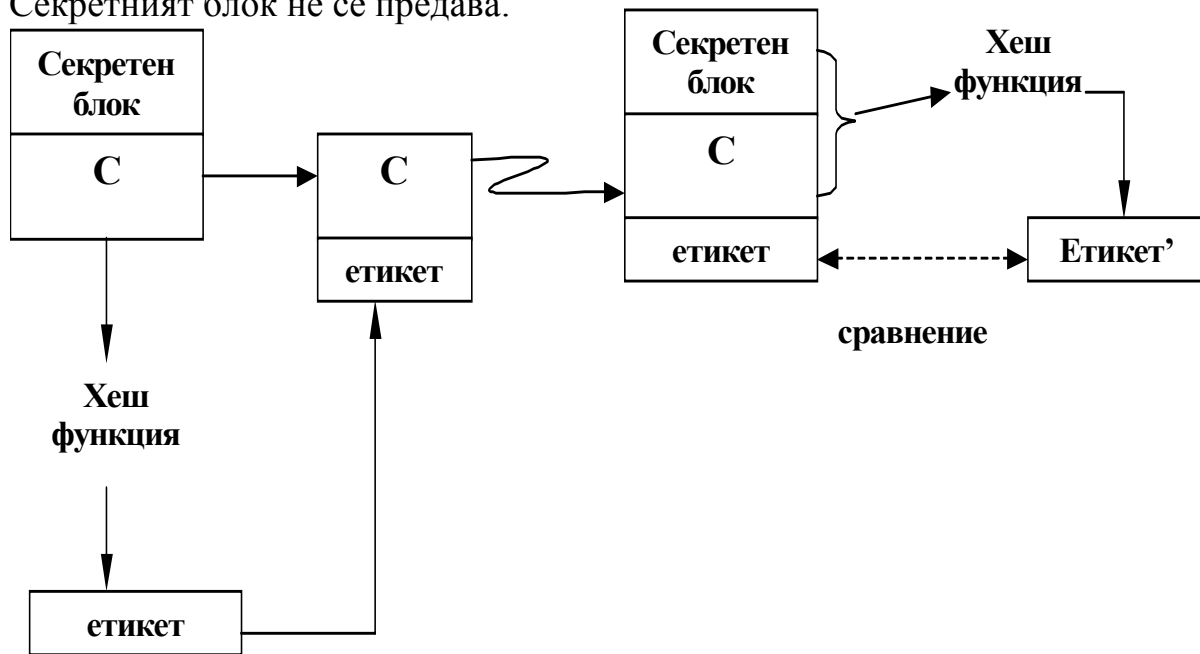 Секретният блок не се предава.
Секретен
блок
С
Хеш
функция
етикет
С
етикет
Секретен
блок
С
етикет
Хеш
функция
Етикет’
сравнение